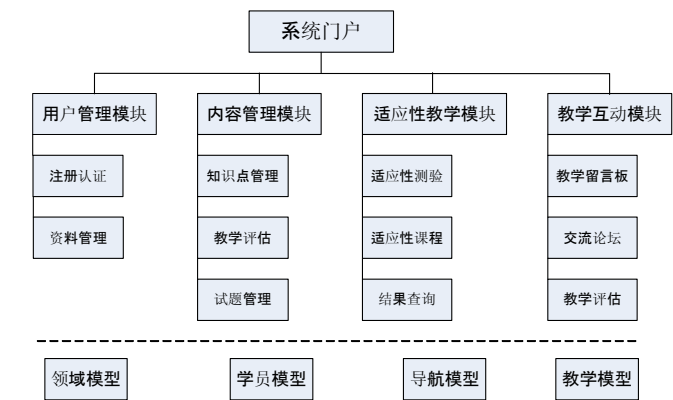 系统门户
用户管理模块
内容管理模块
适应性教学模块
教学互动模块
注册认证
知识点管理
适应性测验
教学留言板
资料管理
教学评估
适应性课程
交流论坛
试题管理
结果查询
教学评估
领域模型
学员模型
导航模型
教学模型